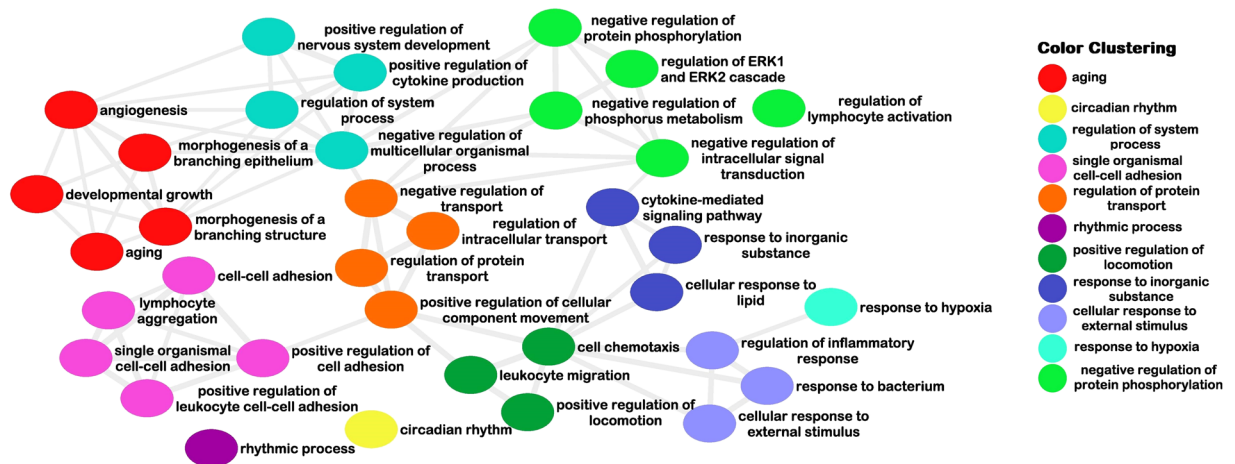 positive regulation of
nervous system development
positive regulation of
cytokine production
angiogenesis
regulation of system
process
morphogenesis of a
branching epithelium
negative regulation of
multicellular organismal
process
developmental growth
morphogenesis of a
branching structure
aging
negative regulation of
protein phosphorylation
regulation of ERK1
and ERK2 cascade
negative regulation of
phosphorus metabolism
regulation of
lymphocyte activation
negative regulation of
intracellular signal
transduction
negative regulation of
transport
regulation of
intracellular transport
regulation of protein
transport
positive regulation of cellular
component movement
cytokine-mediated
signaling pathway
response to inorganic
substance
cellular response to
lipid
response to hypoxia
cell-cell adhesion
lymphocyte
aggregation
single organismal
cell-cell adhesion
positive regulation of
cell adhesion
positive regulation of
leukocyte cell-cell adhesion
cell chemotaxis
leukocyte migration
positive regulation of
locomotion
regulation of inflammatory
response
response to bacterium
cellular response to
external stimulus
circadian rhythm
rhythmic process
Color Clustering
aging
circadian rhythm
regulation of system
process
single organismal
cell-cell adhesion
regulation of protein
transport
rhythmic process
positive regulation of
locomotion
response to inorganic
substance
cellular response to
external stimulus
response to hypoxia
negative regulation of
protein phosphorylation